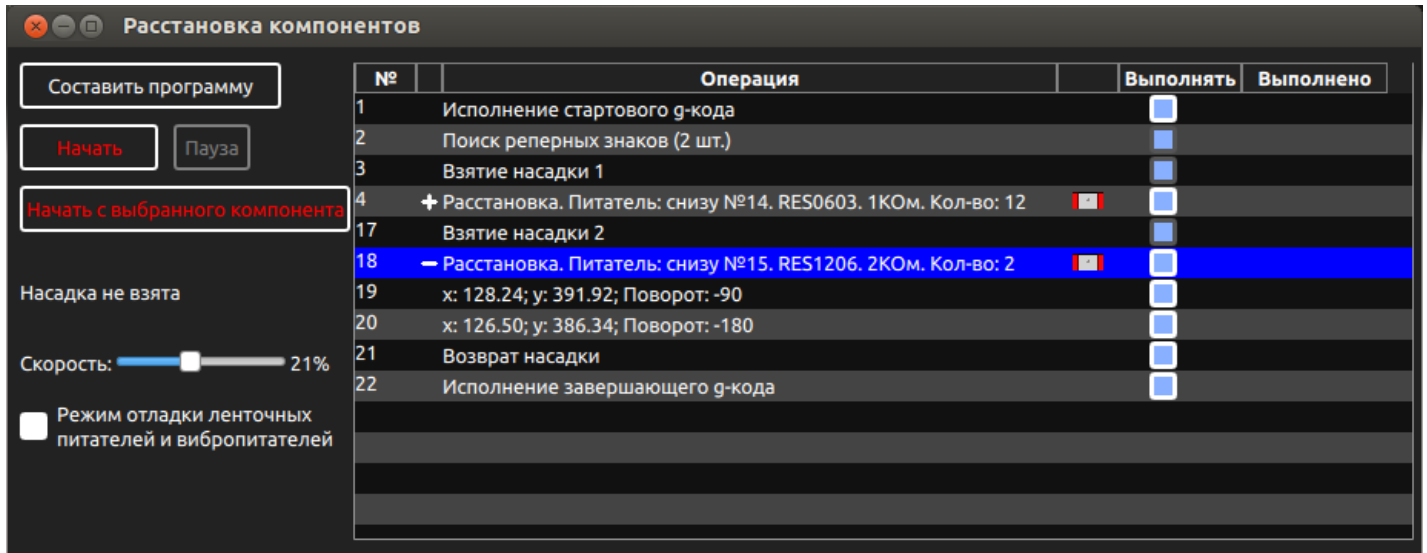 Расстановка компонентов
Составить программу
Начать Пауза
Начать с выбранного компонента
Насадка не взята
Скорость: 21%
Режим отладки ленточных
питателей и вибропитателей
№ Операция Выполнять Выполнено
1 Исполнение стартового g-кода
2 Поиск реперных знаков (2 шт.)
3 Взятие насадки 1
4 + Расстановка. Питатель: снизу №14. RES0603. 1КОм. Кол-во: 12
17 Взятие насадки 2
18 − Расстановка. Питатель: снизу №15. RES1206. 2КОм. Кол-во: 2
19 x: 128.24; y: 391.92; Поворот: -90
20 x: 126.50; y: 386.34; Поворот: -180
21 Возврат насадки
22 Исполнение завершающего g-кода